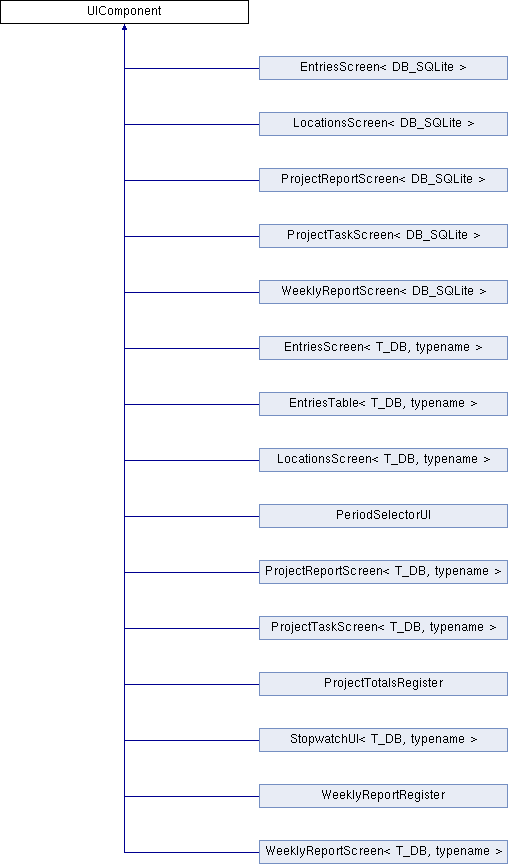 UIComponent
EntriesScreen< DB_SQLite >
LocationsScreen< DB_SQLite >
ProjectReportScreen< DB_SQLite >
ProjectTaskScreen< DB_SQLite >
WeeklyReportScreen< DB_SQLite >
EntriesScreen< T_DB, typename >
EntriesTable< T_DB, typename >
LocationsScreen< T_DB, typename >
PeriodSelectorUI
ProjectReportScreen< T_DB, typename >
ProjectTaskScreen< T_DB, typename >
ProjectTotalsRegister
StopwatchUI< T_DB, typename >
WeeklyReportRegister
WeeklyReportScreen< T_DB, typename >